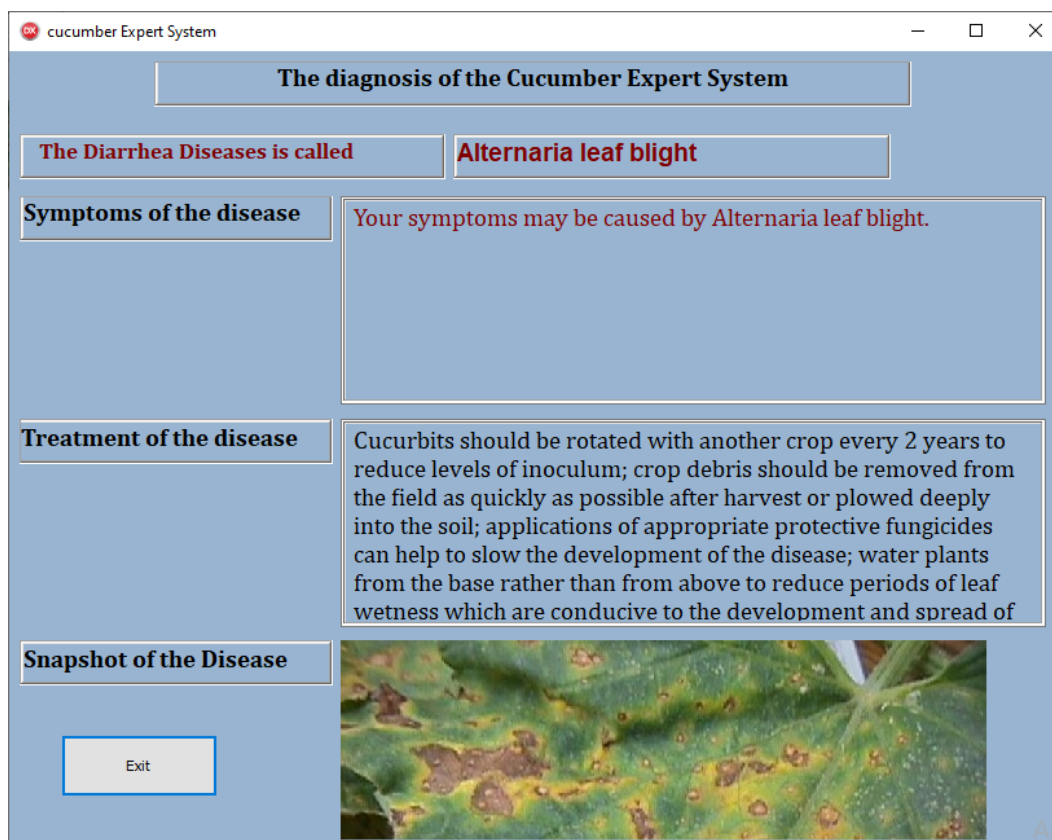 cucumber Expert System
The diagnosis of the Cucumber Expert System
The Diarrhea Diseases is called
Alternaria leaf blight
Symptoms of the disease
Your symptoms may be caused by Alternaria leaf blight.
Treatment of the disease
Cucurbits should be rotated with another crop every 2 years to
reduce levels of inoculum; crop debris should be removed from
the field as quickly as possible after harvest or plowed deeply
into the soil; applications of appropriate protective fungicides
can help to slow the development of the disease; water plants
from the base rather than from above to reduce periods of leaf
wetness which are conducive to the development and spread of
Snapshot of the Disease
Exit